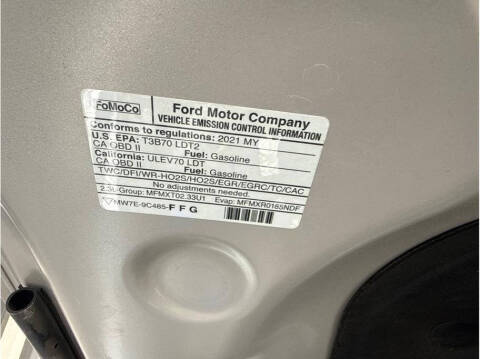 FoMoCo
Ford Motor Company
VEHICLE EMISSION CONTROL INFORMATION
Conforms to regulations: 2021 MY
U.S. EPA: T3B70 LDT2
CA OBD II Fuel: Gasoline
California: ULEV70 LDT
CA OBD II Fuel: Gasoline
TWC/DFI/WR-HO2S/HO2S/EGR/EGRC/TC/CAC
No adjustments needed.
2.3L-Group: MFMXT02.33U1 Evap: MFMXR0165NDF
MW7E-9C485-FFG